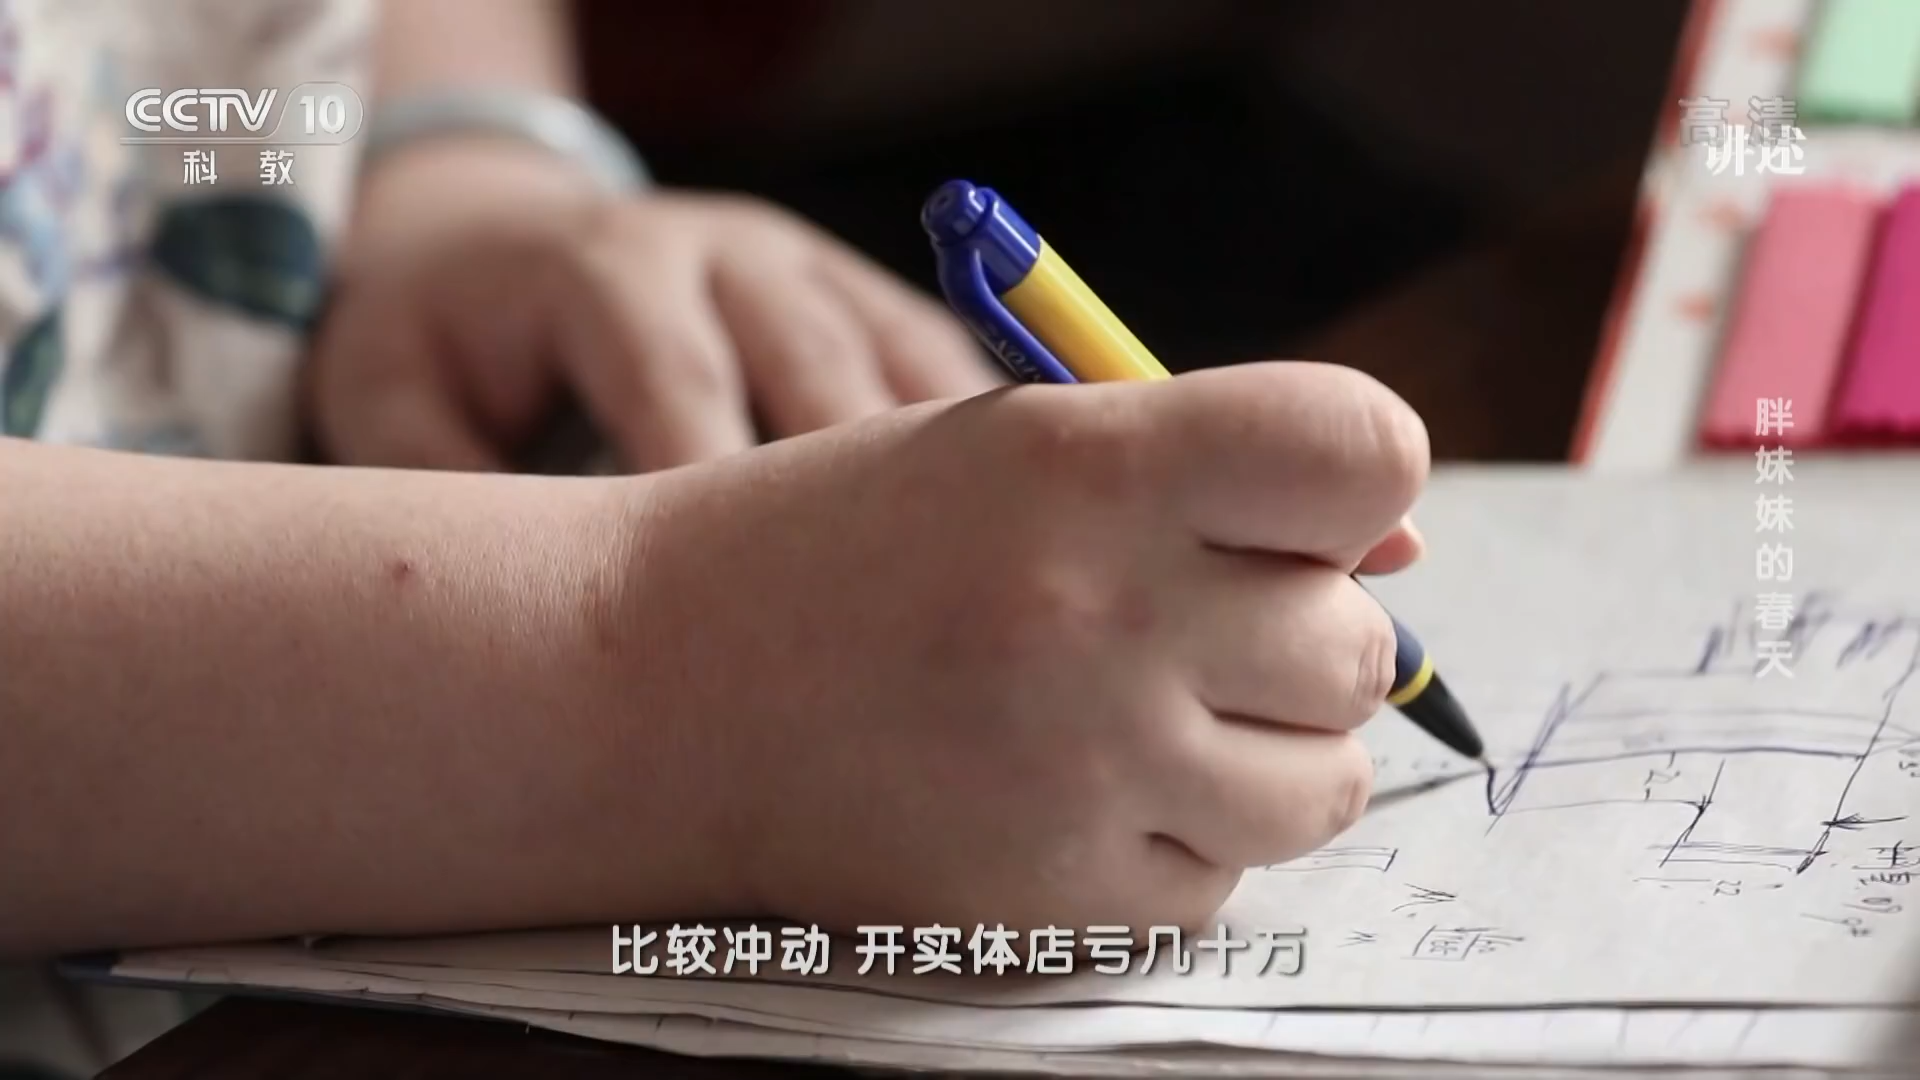 CCTV 10
科 教
高清
讲述
胖妹妹的春天
比较冲动 开实体店亏几十万